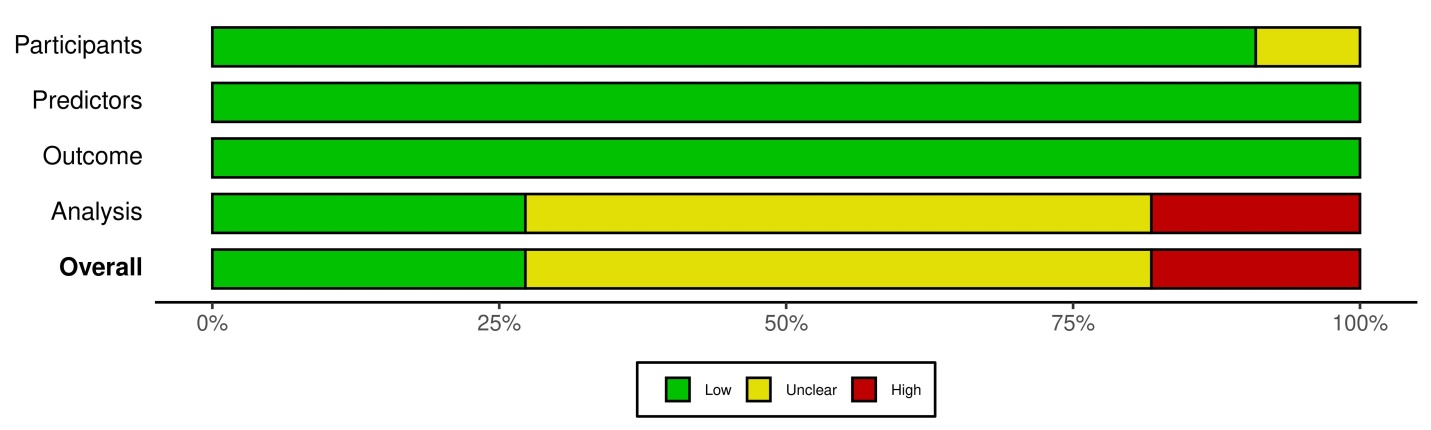 Participants
Predictors
Outcome
Analysis
Overall
0% 25% 50% 75% 100%
Low Unclear High